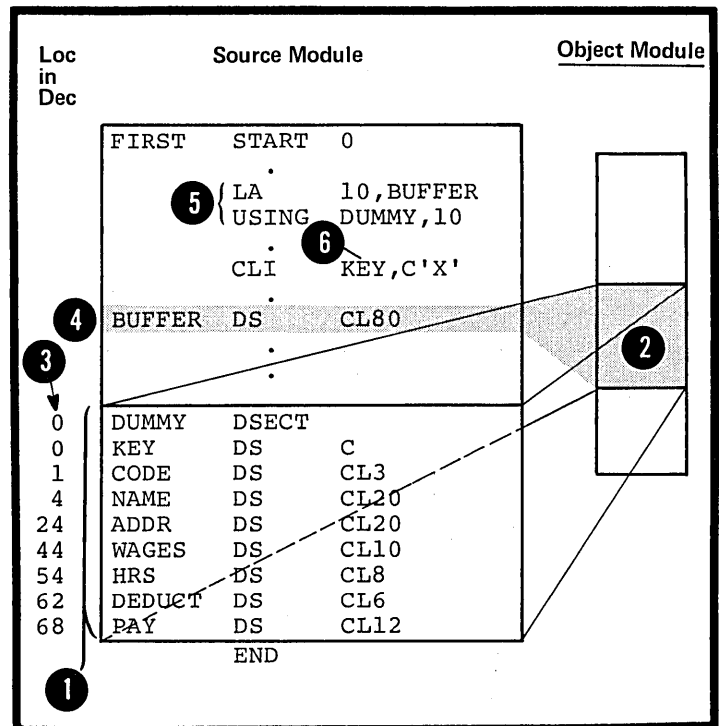 Loc
in
Dec
Source Module
Object Module
FIRST START 0
.
5 { LA 10,BUFFER
USING DUMMY,10
. 6
CLI KEY,C'X'
.
4 BUFFER DS CL80
. 2
3 .
.
0 DUMMY DSECT
0 KEY DS C
1 CODE DS CL3
4 NAME DS CL20
24 ADDR DS CL20
44 WAGES DS CL10
54 HRS DS CL8
62 DEDUCT DS CL6
68 PAY DS CL12
END
1